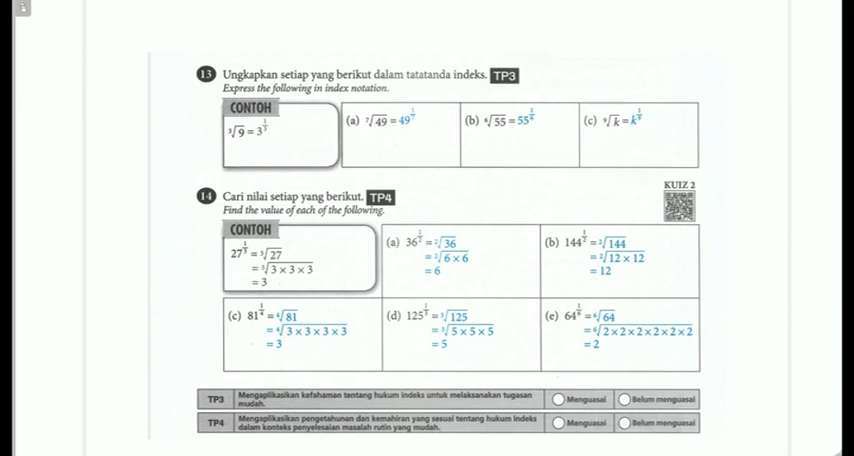 13 Ungkapkan setiap yang berikut dalam tatatanda indeks. TP3
Express the following in index notation.
CONTOH
³√9 = 3^(1/3)
(a) ⁷√49 = 49^(1/7)
(b) ⁶√55 = 55^(1/6)
(c) ⁹√k = k^(1/9)
KUIZ 2
14 Cari nilai setiap yang berikut. TP4
Find the value of each of the following.
CONTOH
27^(1/3) = ³√27
= ³√3 × 3 × 3
= 3
(a) 36^(1/2) = ²√36
= ²√6 × 6
= 6
(b) 144^(1/2) = ²√144
= ²√12 × 12
= 12
(c) 81^(1/4) = ⁴√81
= ⁴√3 × 3 × 3 × 3
= 3
(d) 125^(1/3) = ³√125
= ³√5 × 5 × 5
= 5
(e) 64^(1/6) = ⁶√64
= ⁶√2 × 2 × 2 × 2 × 2 × 2
= 2
TP3 Mengaplikasikan kefahaman tentang hukum indeks untuk melaksanakan tugasan mudah. Menguasai Belum menguasai
TP4 Mengaplikasikan pengetahuan dan kemahiran yang sesuai tentang hukum indeks dalam konteks penyelesaian masalah rutin yang mudah. Menguasai Belum menguasai